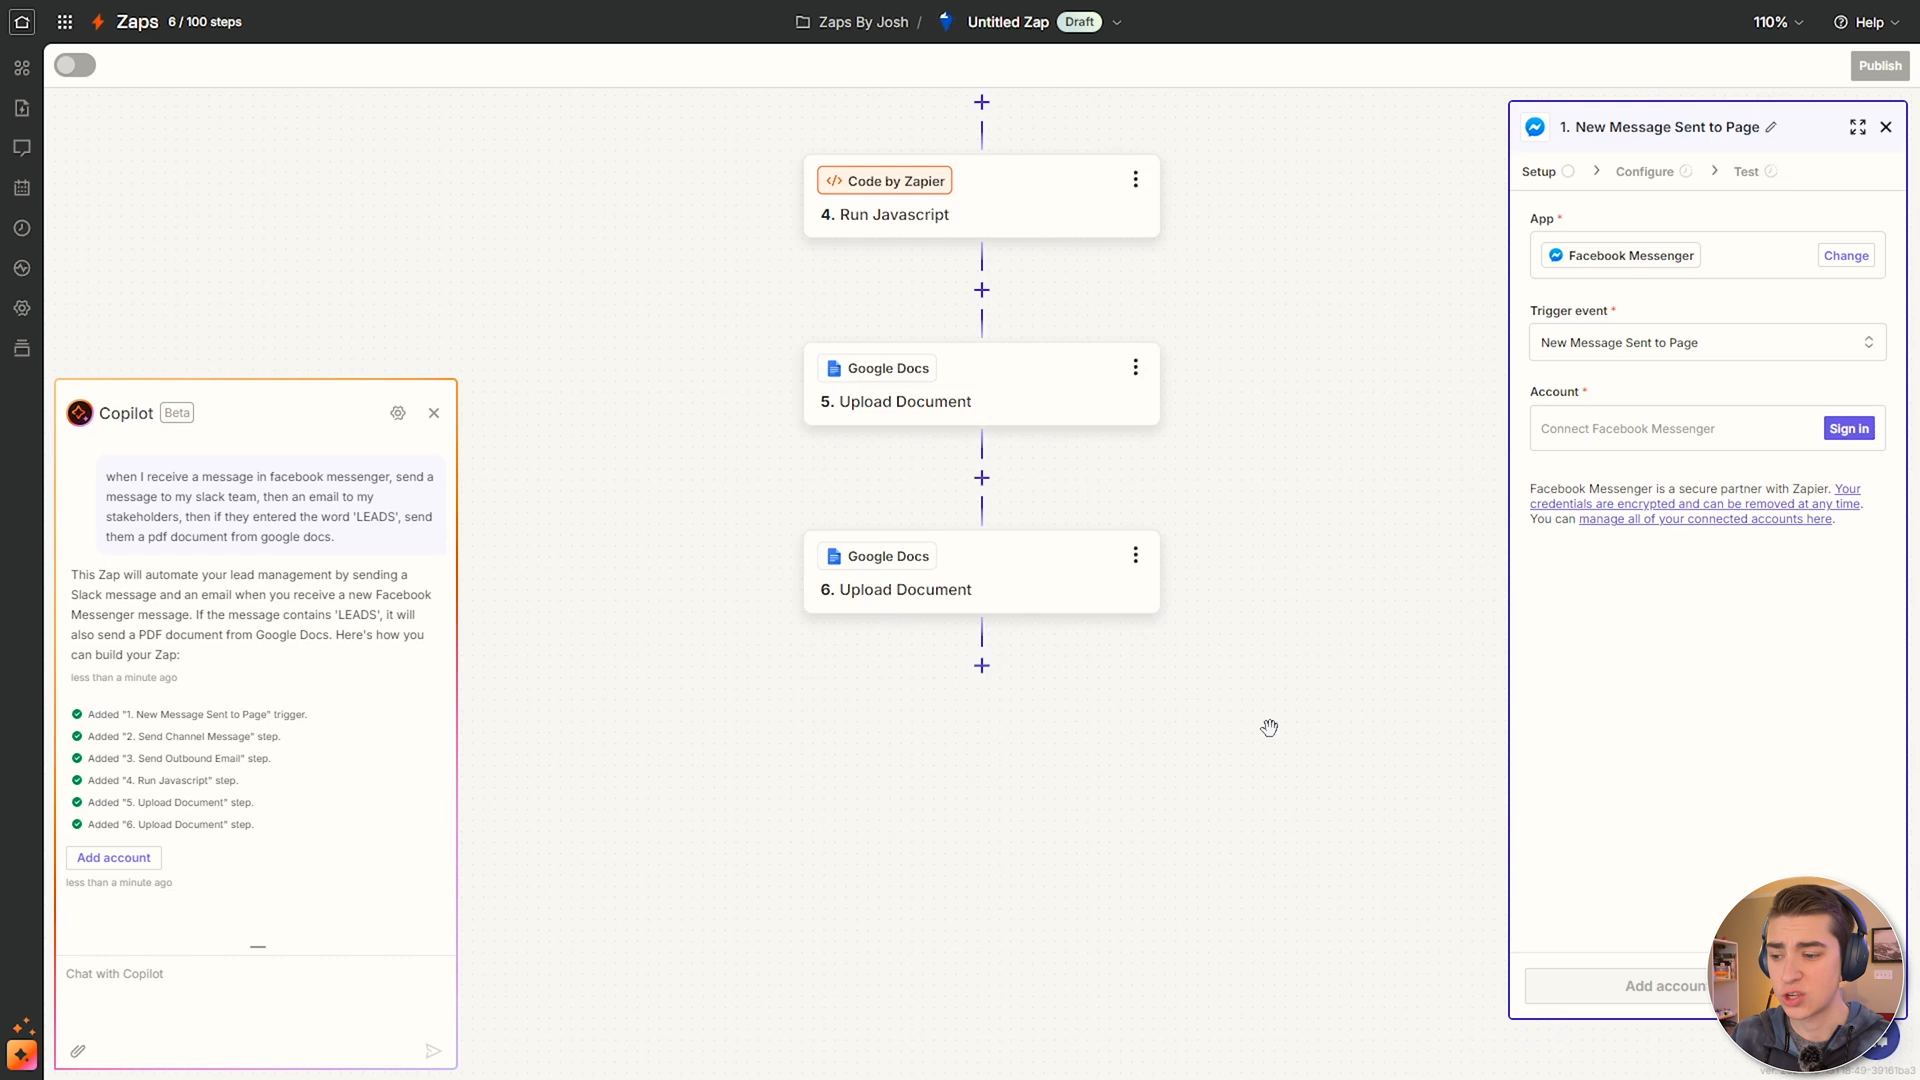 Zaps 6 / 100 steps
Zaps By Josh / Untitled Zap Draft
110% Help
Publish
Code by Zapier
4. Run Javascript
Google Docs
5. Upload Document
Google Docs
6. Upload Document
Copilot Beta
when I receive a message in facebook messenger, send a
message to my slack team, then an email to my
stakeholders, then if they entered the word 'LEADS', send
them a pdf document from google docs.
This Zap will automate your lead management by sending a
Slack message and an email when you receive a new Facebook
Messenger message. If the message contains 'LEADS', it will
also send a PDF document from Google Docs. Here's how you
can build your Zap:
less than a minute ago
Added "1. New Message Sent to Page" trigger.
Added "2. Send Channel Message" step.
Added "3. Send Outbound Email" step.
Added "4. Run Javascript" step.
Added "5. Upload Document" step.
Added "6. Upload Document" step.
Add account
less than a minute ago
Chat with Copilot
1. New Message Sent to Page
Setup Configure Test
App *
Facebook Messenger Change
Trigger event *
New Message Sent to Page
Account *
Connect Facebook Messenger Sign in
Facebook Messenger is a secure partner with Zapier. Your
credentials are encrypted and can be removed at any time.
You can manage all of your connected accounts here.
Add accoun